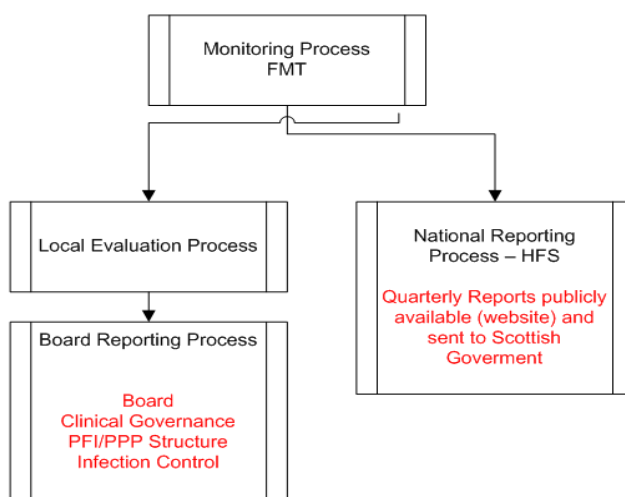 Monitoring Process
FMT
Local Evaluation Process
National Reporting
Process – HFS
Quarterly Reports publicly
available (website) and
sent to Scottish
Goverment
Board Reporting Process
Board
Clinical Governance
PFI/PPP Structure
Infection Control